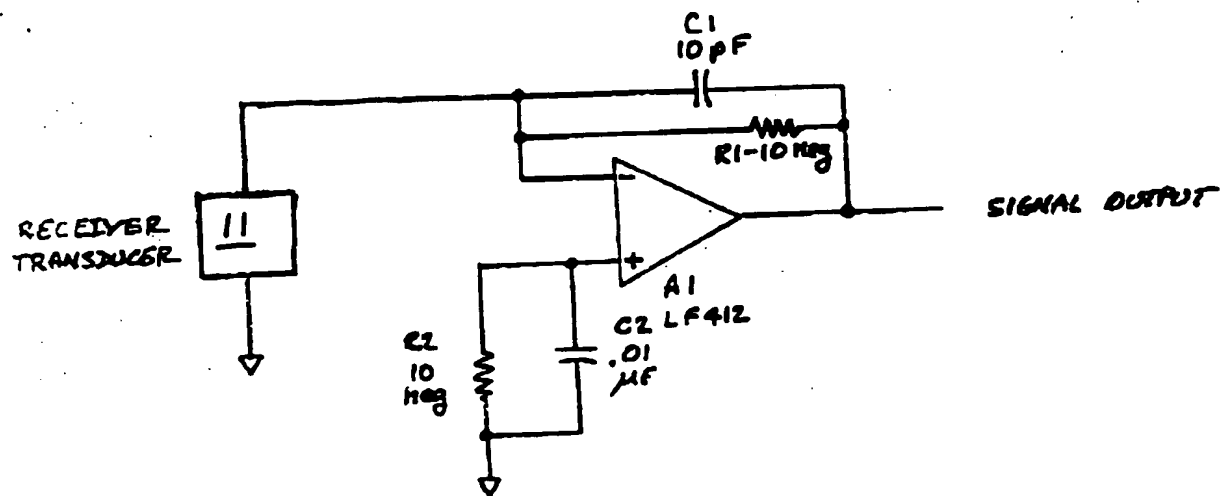 C1
10 pF
R1-10 Meg
RECEIVER
TRANSDUCER
11
-
+
SIGNAL OUTPUT
A1
LF412
R2
10
Meg
C2
.01
µF